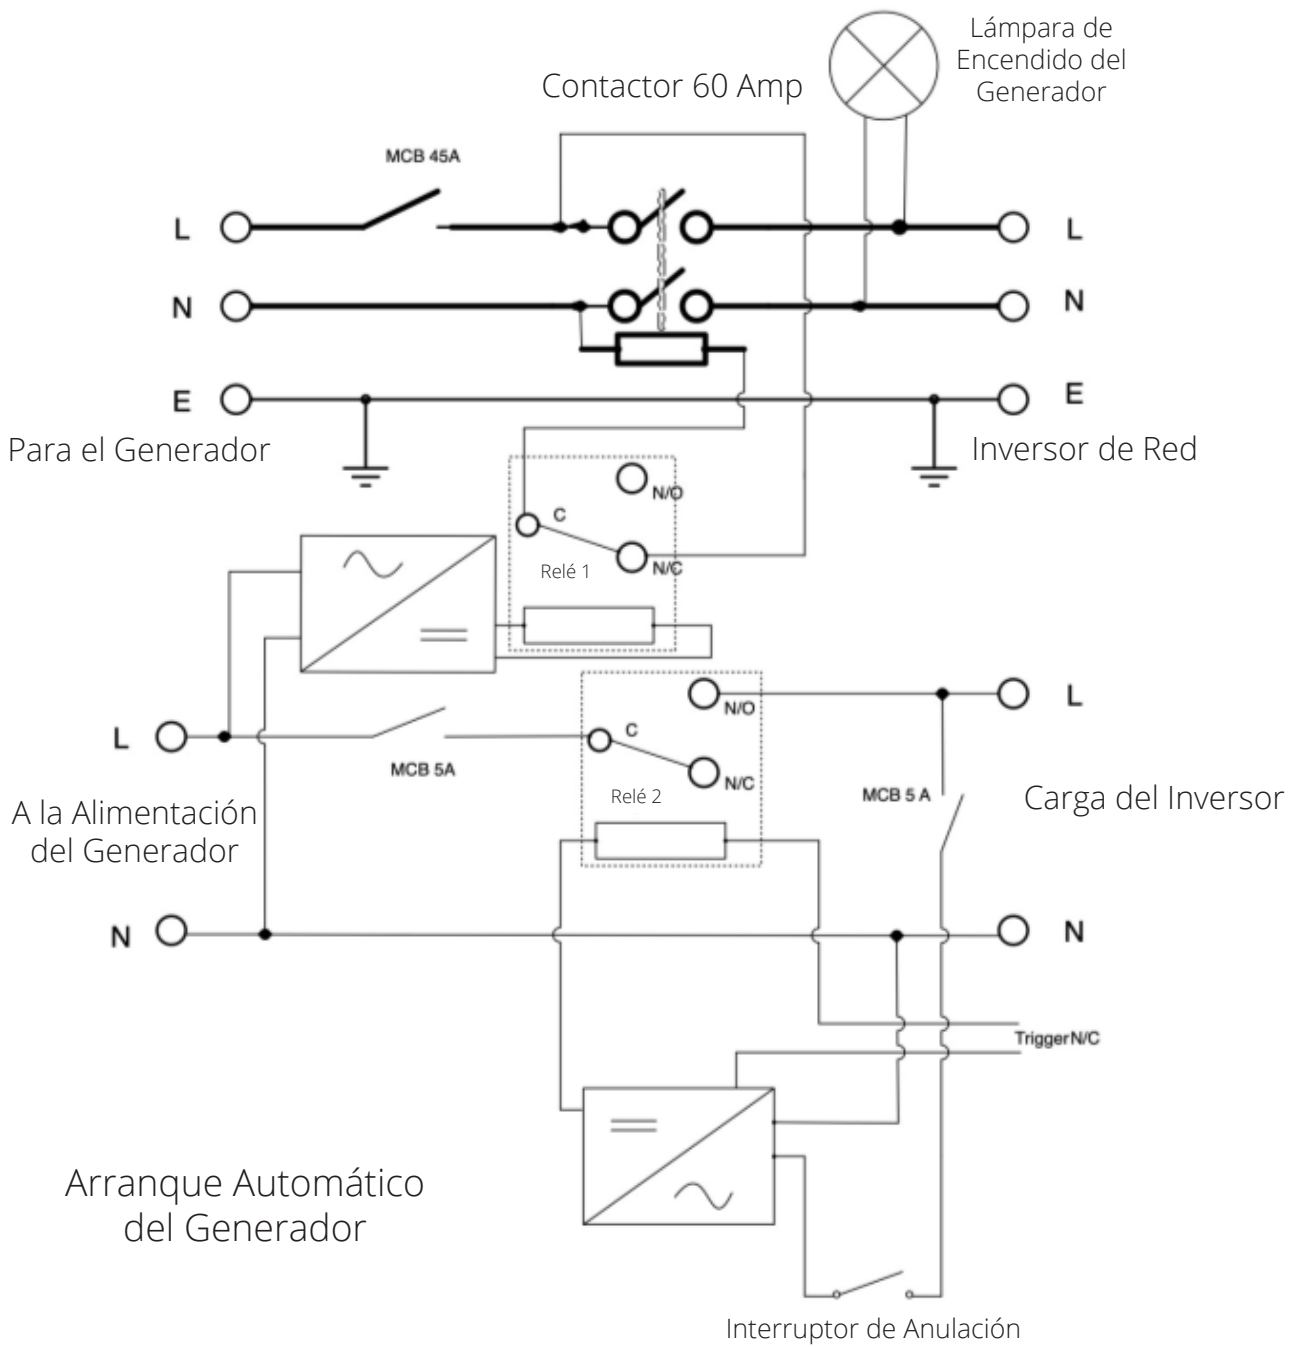 Lámpara de
Encendido del
Generador
Contactor 60 Amp
MCB 45A
L
L
N
N
E
E
Para el Generador
Inversor de Red
N/O
C
N/C
Relé 1
L
N/O
C
L
MCB 5A
N/C
Relé 2
MCB 5 A
Carga del Inversor
A la Alimentación
del Generador
N
N
Trigger N/C
Arranque Automático
del Generador
Interruptor de Anulación